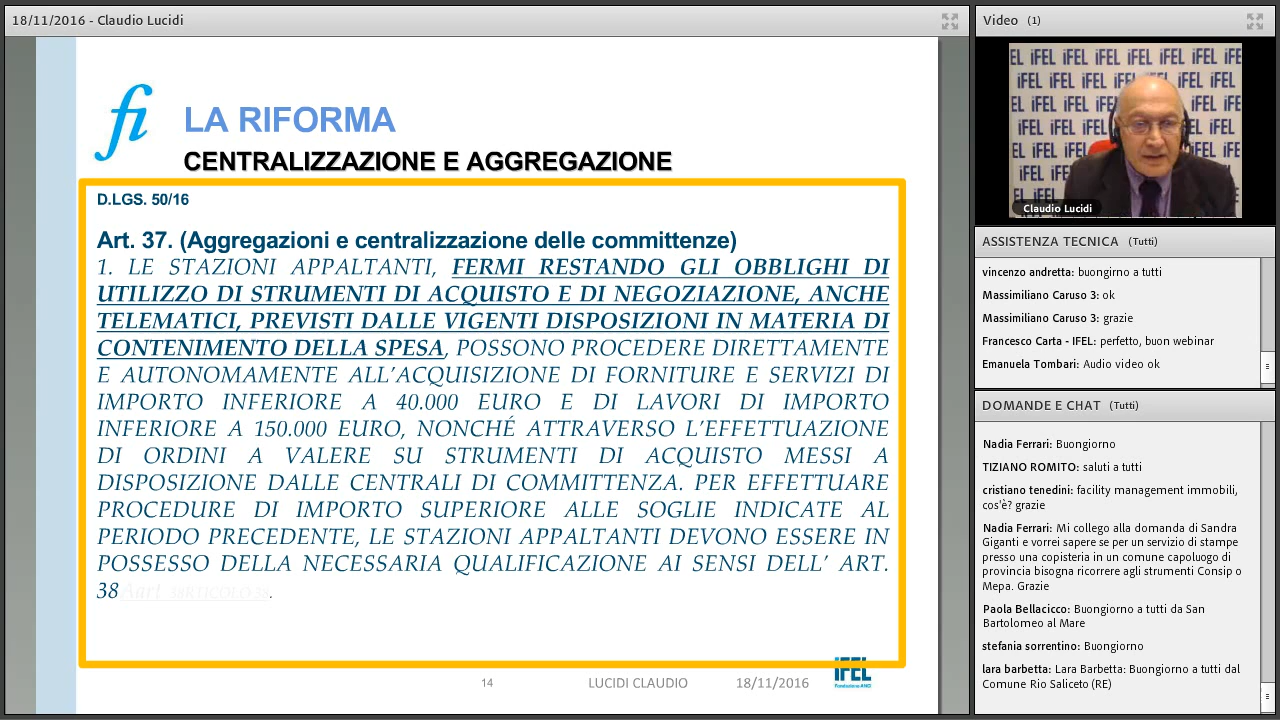 18/11/2016 - Claudio Lucidi
fi
LA RIFORMA
CENTRALIZZAZIONE E AGGREGAZIONE
D.LGS. 50/16
Art. 37. (Aggregazioni e centralizzazione delle committenze)
1. LE STAZIONI APPALTANTI, FERMI RESTANDO GLI OBBLIGHI DI
UTILIZZO DI STRUMENTI DI ACQUISTO E DI NEGOZIAZIONE, ANCHE
TELEMATICI, PREVISTI DALLE VIGENTI DISPOSIZIONI IN MATERIA DI
CONTENIMENTO DELLA SPESA, POSSONO PROCEDERE DIRETTAMENTE
E AUTONOMAMENTE ALL'ACQUISIZIONE DI FORNITURE E SERVIZI DI
IMPORTO INFERIORE A 40.000 EURO E DI LAVORI DI IMPORTO
INFERIORE A 150.000 EURO, NONCHÉ ATTRAVERSO L'EFFETTUAZIONE
DI ORDINI A VALERE SU STRUMENTI DI ACQUISTO MESSI A
DISPOSIZIONE DALLE CENTRALI DI COMMITTENZA. PER EFFETTUARE
PROCEDURE DI IMPORTO SUPERIORE ALLE SOGLIE INDICATE AL
PERIODO PRECEDENTE, LE STAZIONI APPALTANTI DEVONO ESSERE IN
POSSESSO DELLA NECESSARIA QUALIFICAZIONE AI SENSI DELL' ART.
38
14
LUCIDI CLAUDIO
18/11/2016
iFEL
Fondazione ANCI
Video (1)
Claudio Lucidi
ASSISTENZA TECNICA (Tutti)
vincenzo andretta: buongirno a tutti
Massimiliano Caruso 3: ok
Massimiliano Caruso 3: grazie
Francesco Carta - IFEL: perfetto, buon webinar
Emanuela Tombari: Audio video ok
DOMANDE E CHAT (Tutti)
Nadia Ferrari: Buongiorno
TIZIANO ROMITO: saluti a tutti
cristiano tenedini: facility management immobili,
cos'è? grazie
Nadia Ferrari: Mi collego alla domanda di Sandra
Giganti e vorrei sapere se per un servizio di stampe
presso una copisteria in un comune capoluogo di
provincia bisogna ricorrere agli strumenti Consip o
Mepa. Grazie
Paola Bellacicco: Buongiorno a tutti da San
Bartolomeo al Mare
stefania sorrentino: Buongiorno
lara barbetta: Lara Barbetta: Buongiorno a tutti dal
Comune Rio Saliceto (RE)